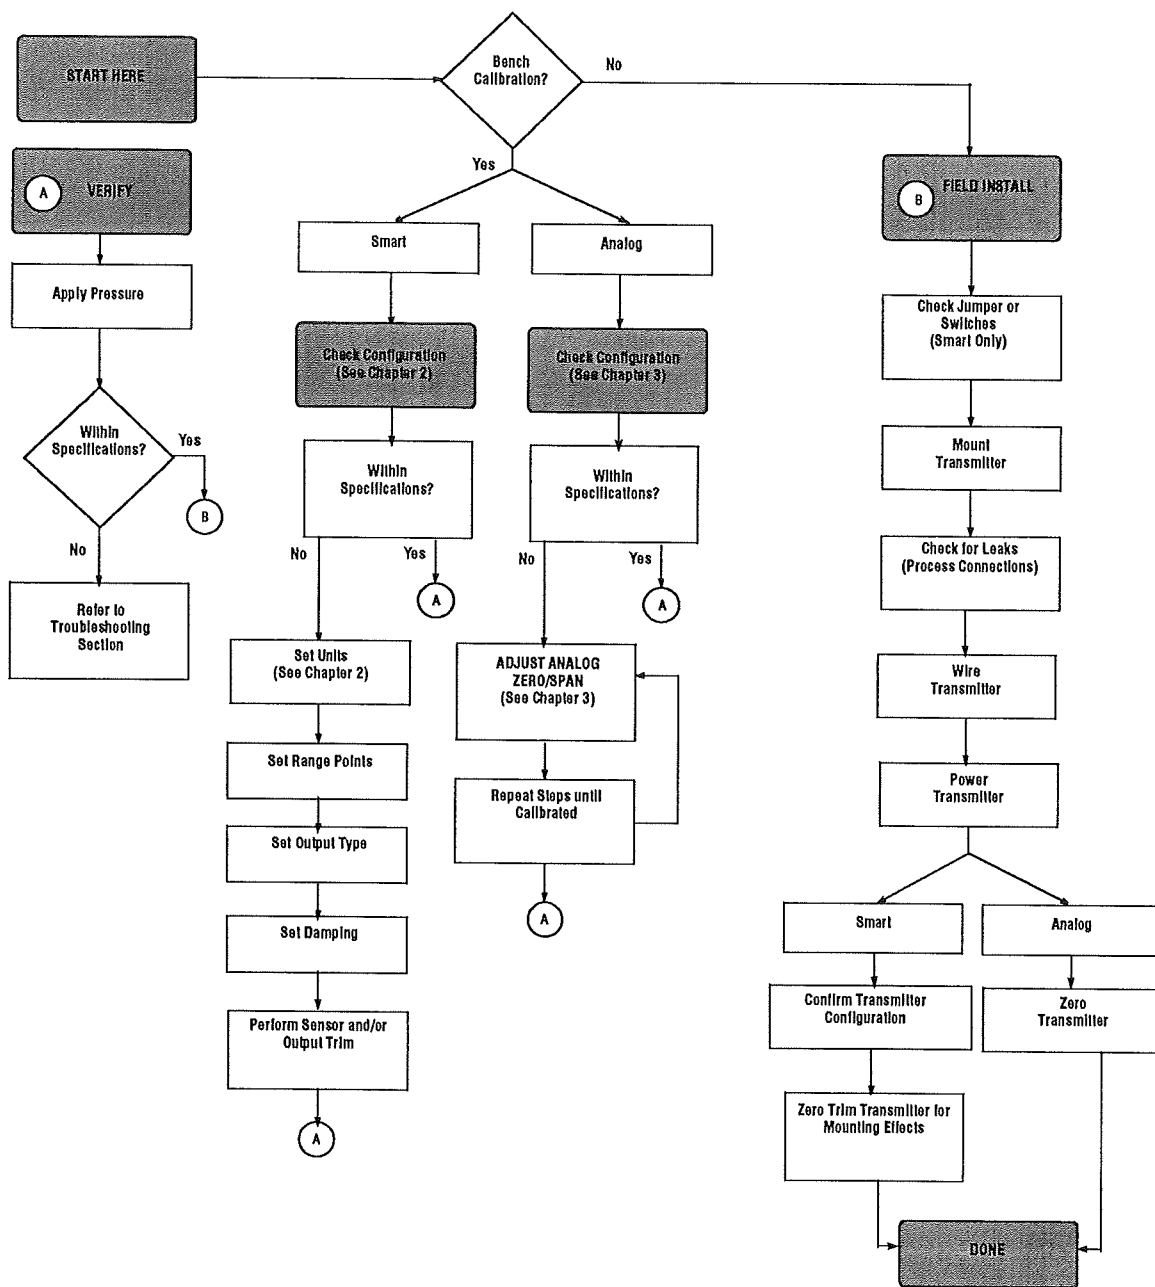 START HERE
Bench
Calibration?
No
Yes
A
VERIFY
Apply Pressure
Within
Specifications?
Yes
B
No
Refer to
Troubleshooting
Section
Smart
Check Configuration
(See Chapter 2)
Within
Specifications?
No
Yes
A
Set Units
(See Chapter 2)
Set Range Points
Set Output Type
Set Damping
Perform Sensor and/or
Output Trim
A
Analog
Check Configuration
(See Chapter 3)
Within
Specifications?
No
Yes
A
ADJUST ANALOG
ZERO/SPAN
(See Chapter 3)
Repeat Steps until
Calibrated
A
B
FIELD INSTALL
Check Jumper or
Switches
(Smart Only)
Mount
Transmitter
Check for Leaks
(Process Connections)
Wire
Transmitter
Power
Transmitter
Smart
Confirm Transmitter
Configuration
Zero Trim Transmitter for
Mounting Effects
Analog
Zero
Transmitter
DONE